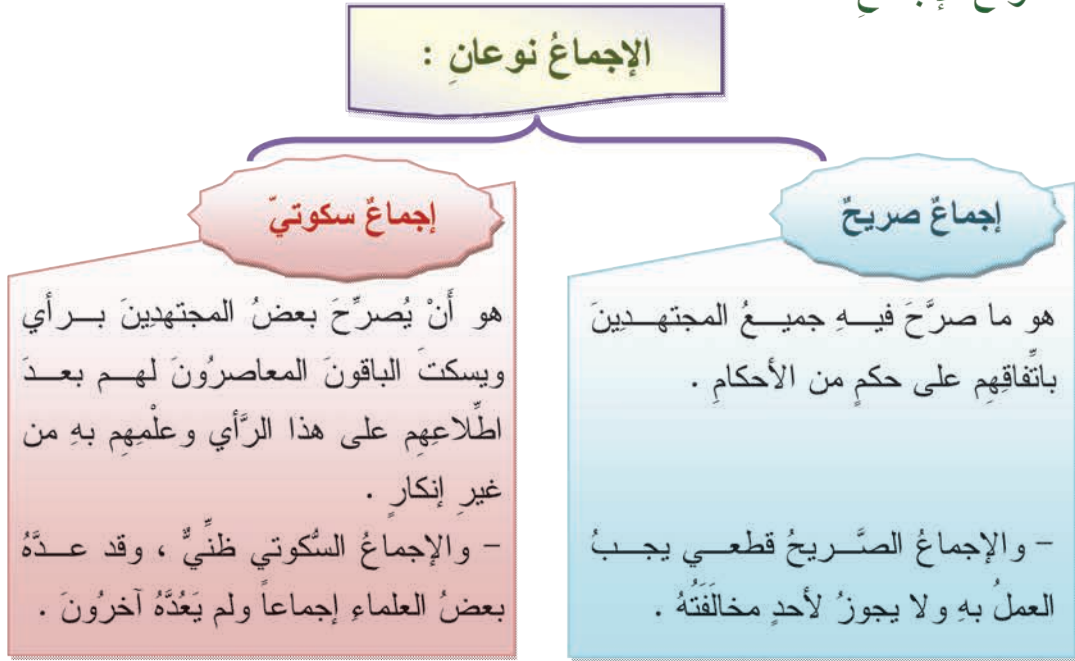 الإجماعُ نوعانِ :
إجماعٌ صريحٌ
هو ما صرَّحَ فيهِ جميعُ المجتهدِينَ
باتِّفاقِهِم على حكمٍ من الأحكامِ .
- والإجماعُ الصَّريحُ قطعي يجبُ
العملُ بهِ ولا يجوزُ لأحدٍ مخالَفَتُهُ .
إجماعٌ سكوتيّ
هو أَنْ يُصرِّحَ بعضُ المجتهدِينَ برأي
ويسكتَ الباقونَ المعاصرُونَ لهم بعدَ
اطِّلاعِهِم على هذا الرَّأي وعلْمِهِم بهِ من
غيرِ إنكارٍ .
- والإجماعُ السُّكوتي ظنِّيٌّ ، وقد عدَّهُ
بعضُ العلماءِ إجماعاً ولم يَعُدَّهُ آخرُونَ .